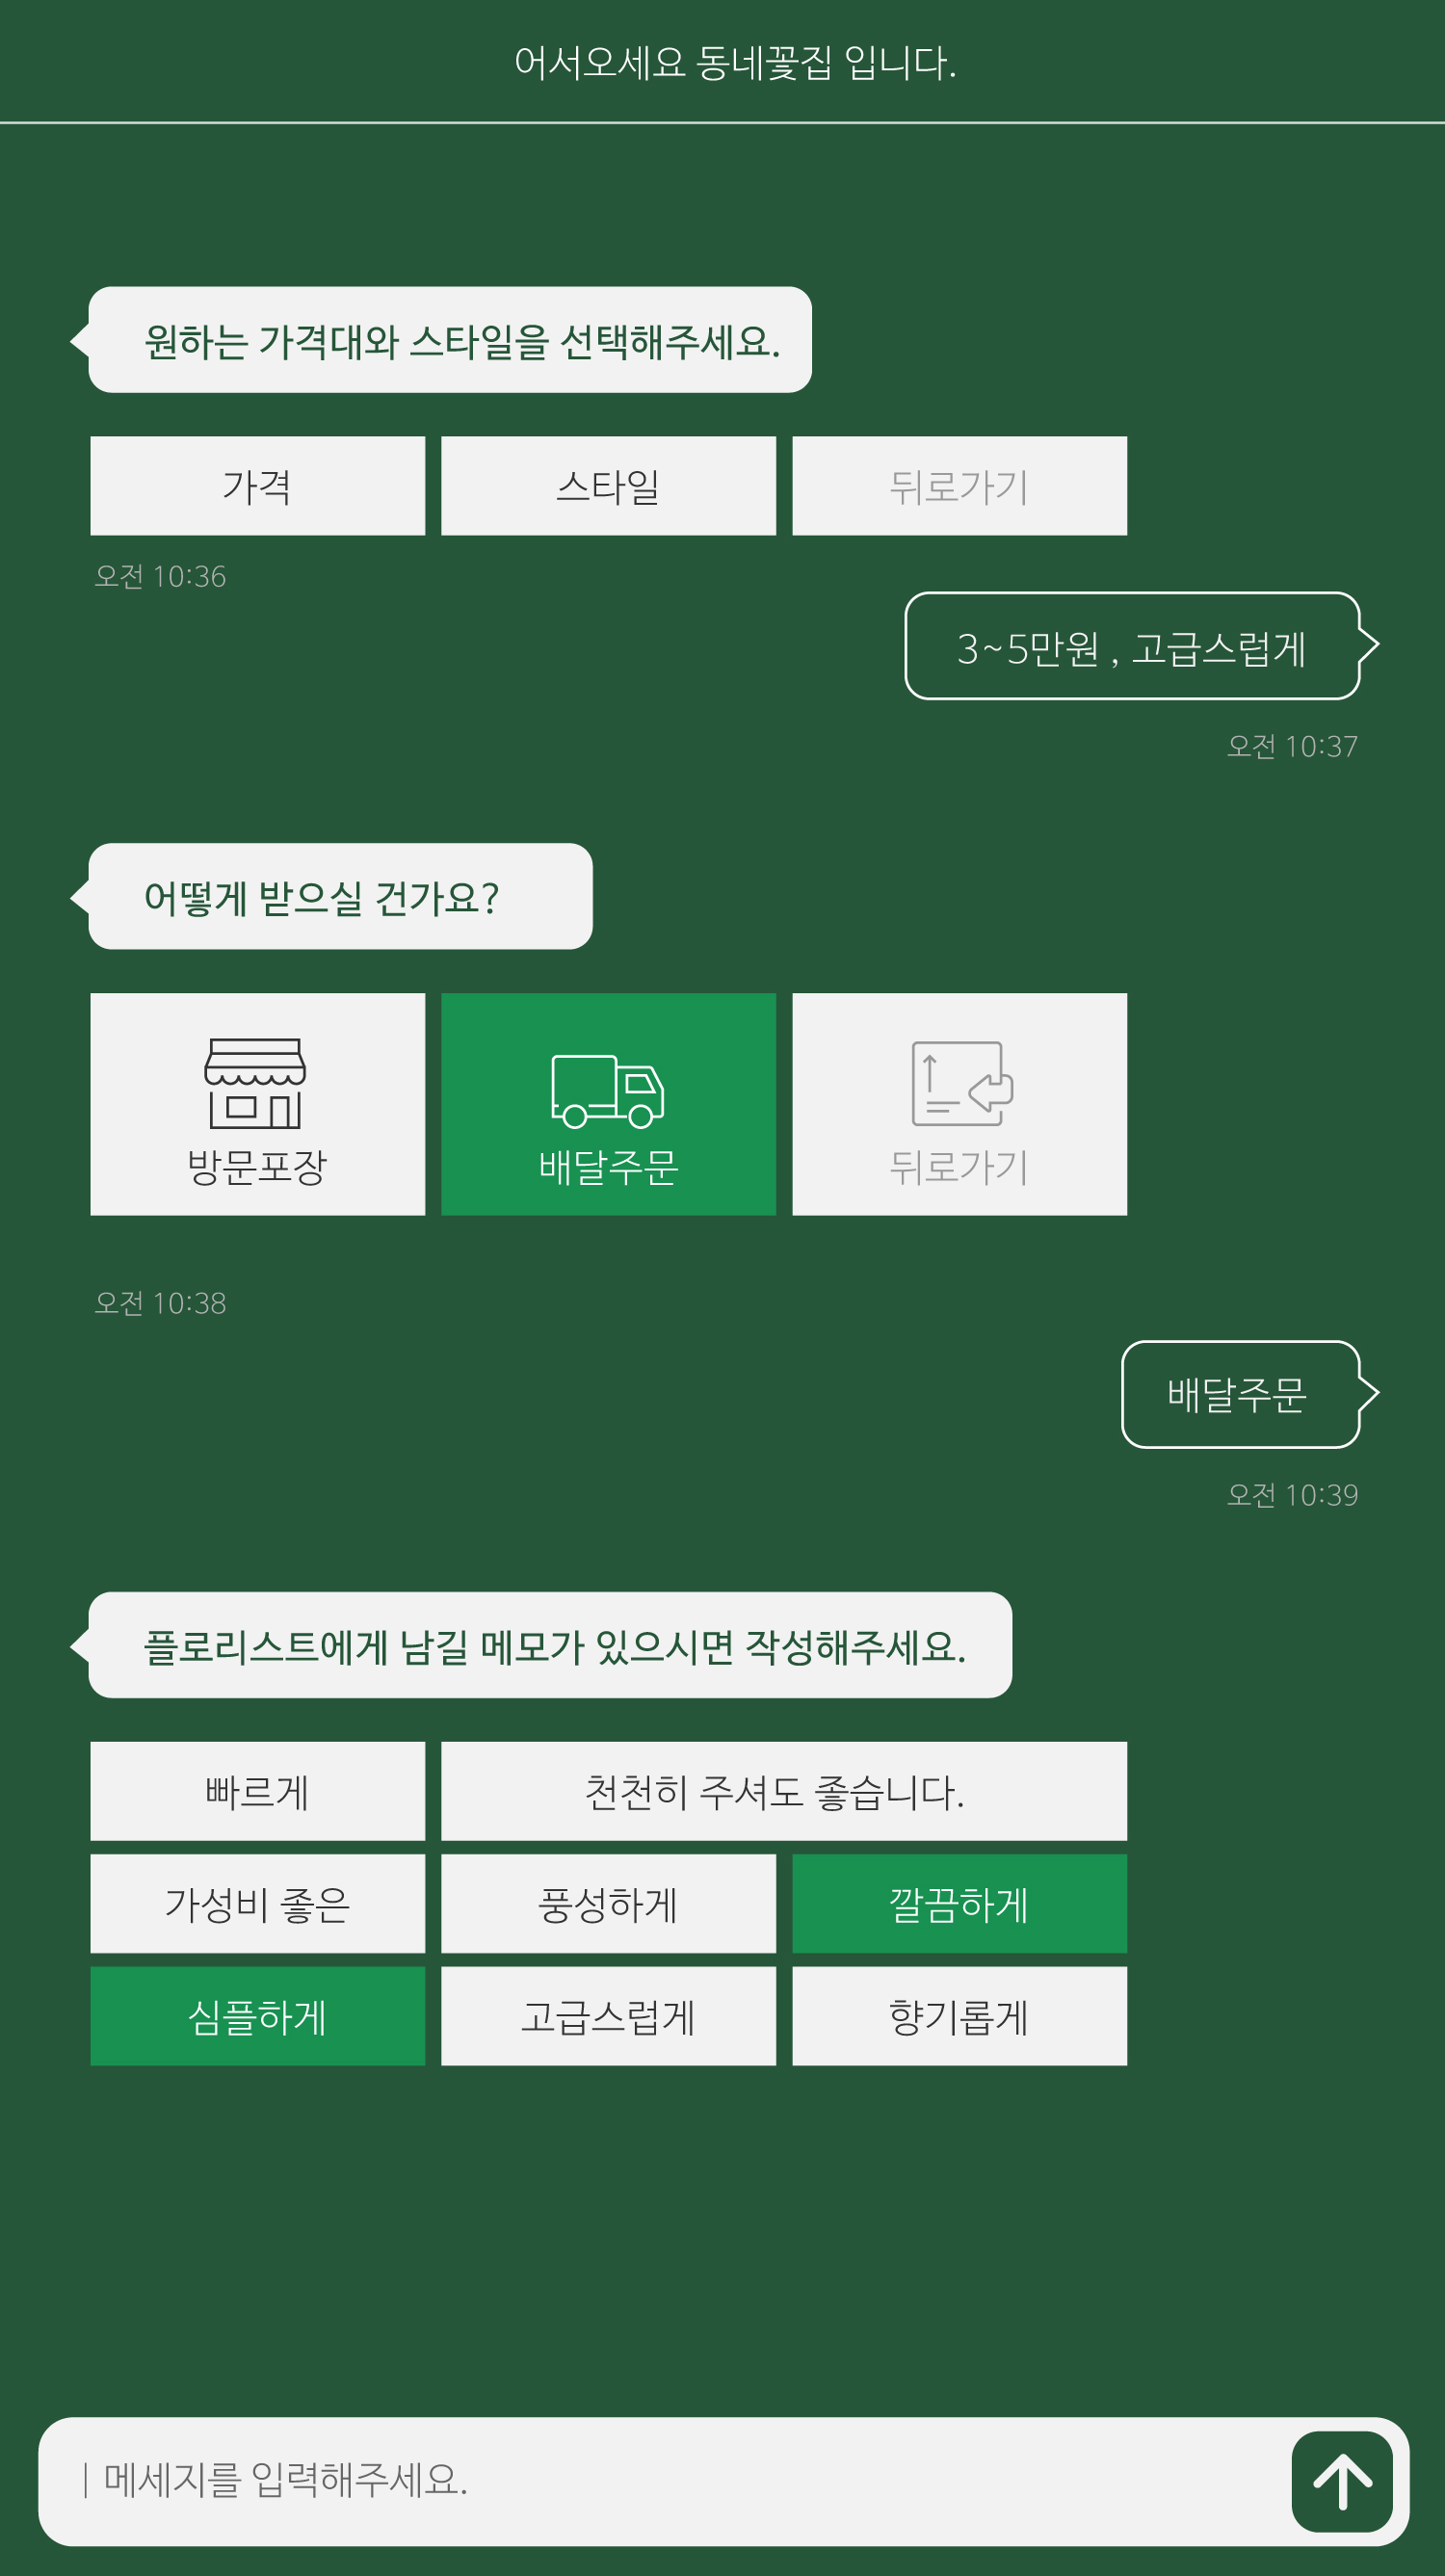 어서오세요 동네꽃집 입니다.
원하는 가격대와 스타일을 선택해주세요.
가격 스타일 뒤로가기
오전 10:36
3~5만원 , 고급스럽게
오전 10:37
어떻게 받으실 건가요?
방문포장 배달주문 뒤로가기
오전 10:38
배달주문
오전 10:39
플로리스트에게 남길 메모가 있으시면 작성해주세요.
빠르게 천천히 주셔도 좋습니다.
가성비 좋은 풍성하게 깔끔하게
심플하게 고급스럽게 향기롭게
메세지를 입력해주세요.